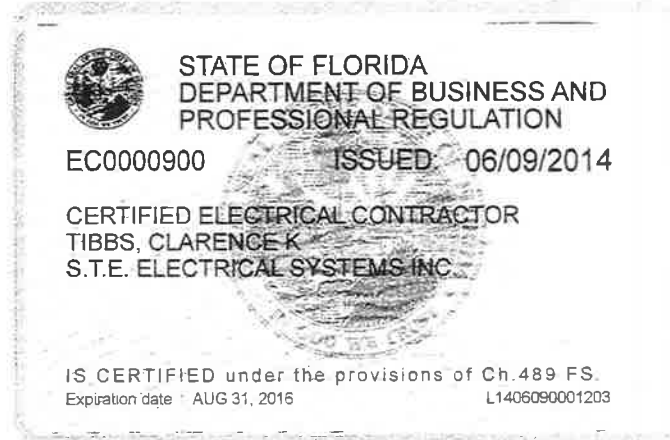 STATE OF FLORIDA
DEPARTMENT OF BUSINESS AND
PROFESSIONAL REGULATION
EC0000900 ISSUED: 06/09/2014
CERTIFIED ELECTRICAL CONTRACTOR
TIBBS, CLARENCE K
S.T.E. ELECTRICAL SYSTEMS INC.
IS CERTIFIED under the provisions of Ch.489 FS.
Expiration date : AUG 31, 2016 L1406090001203